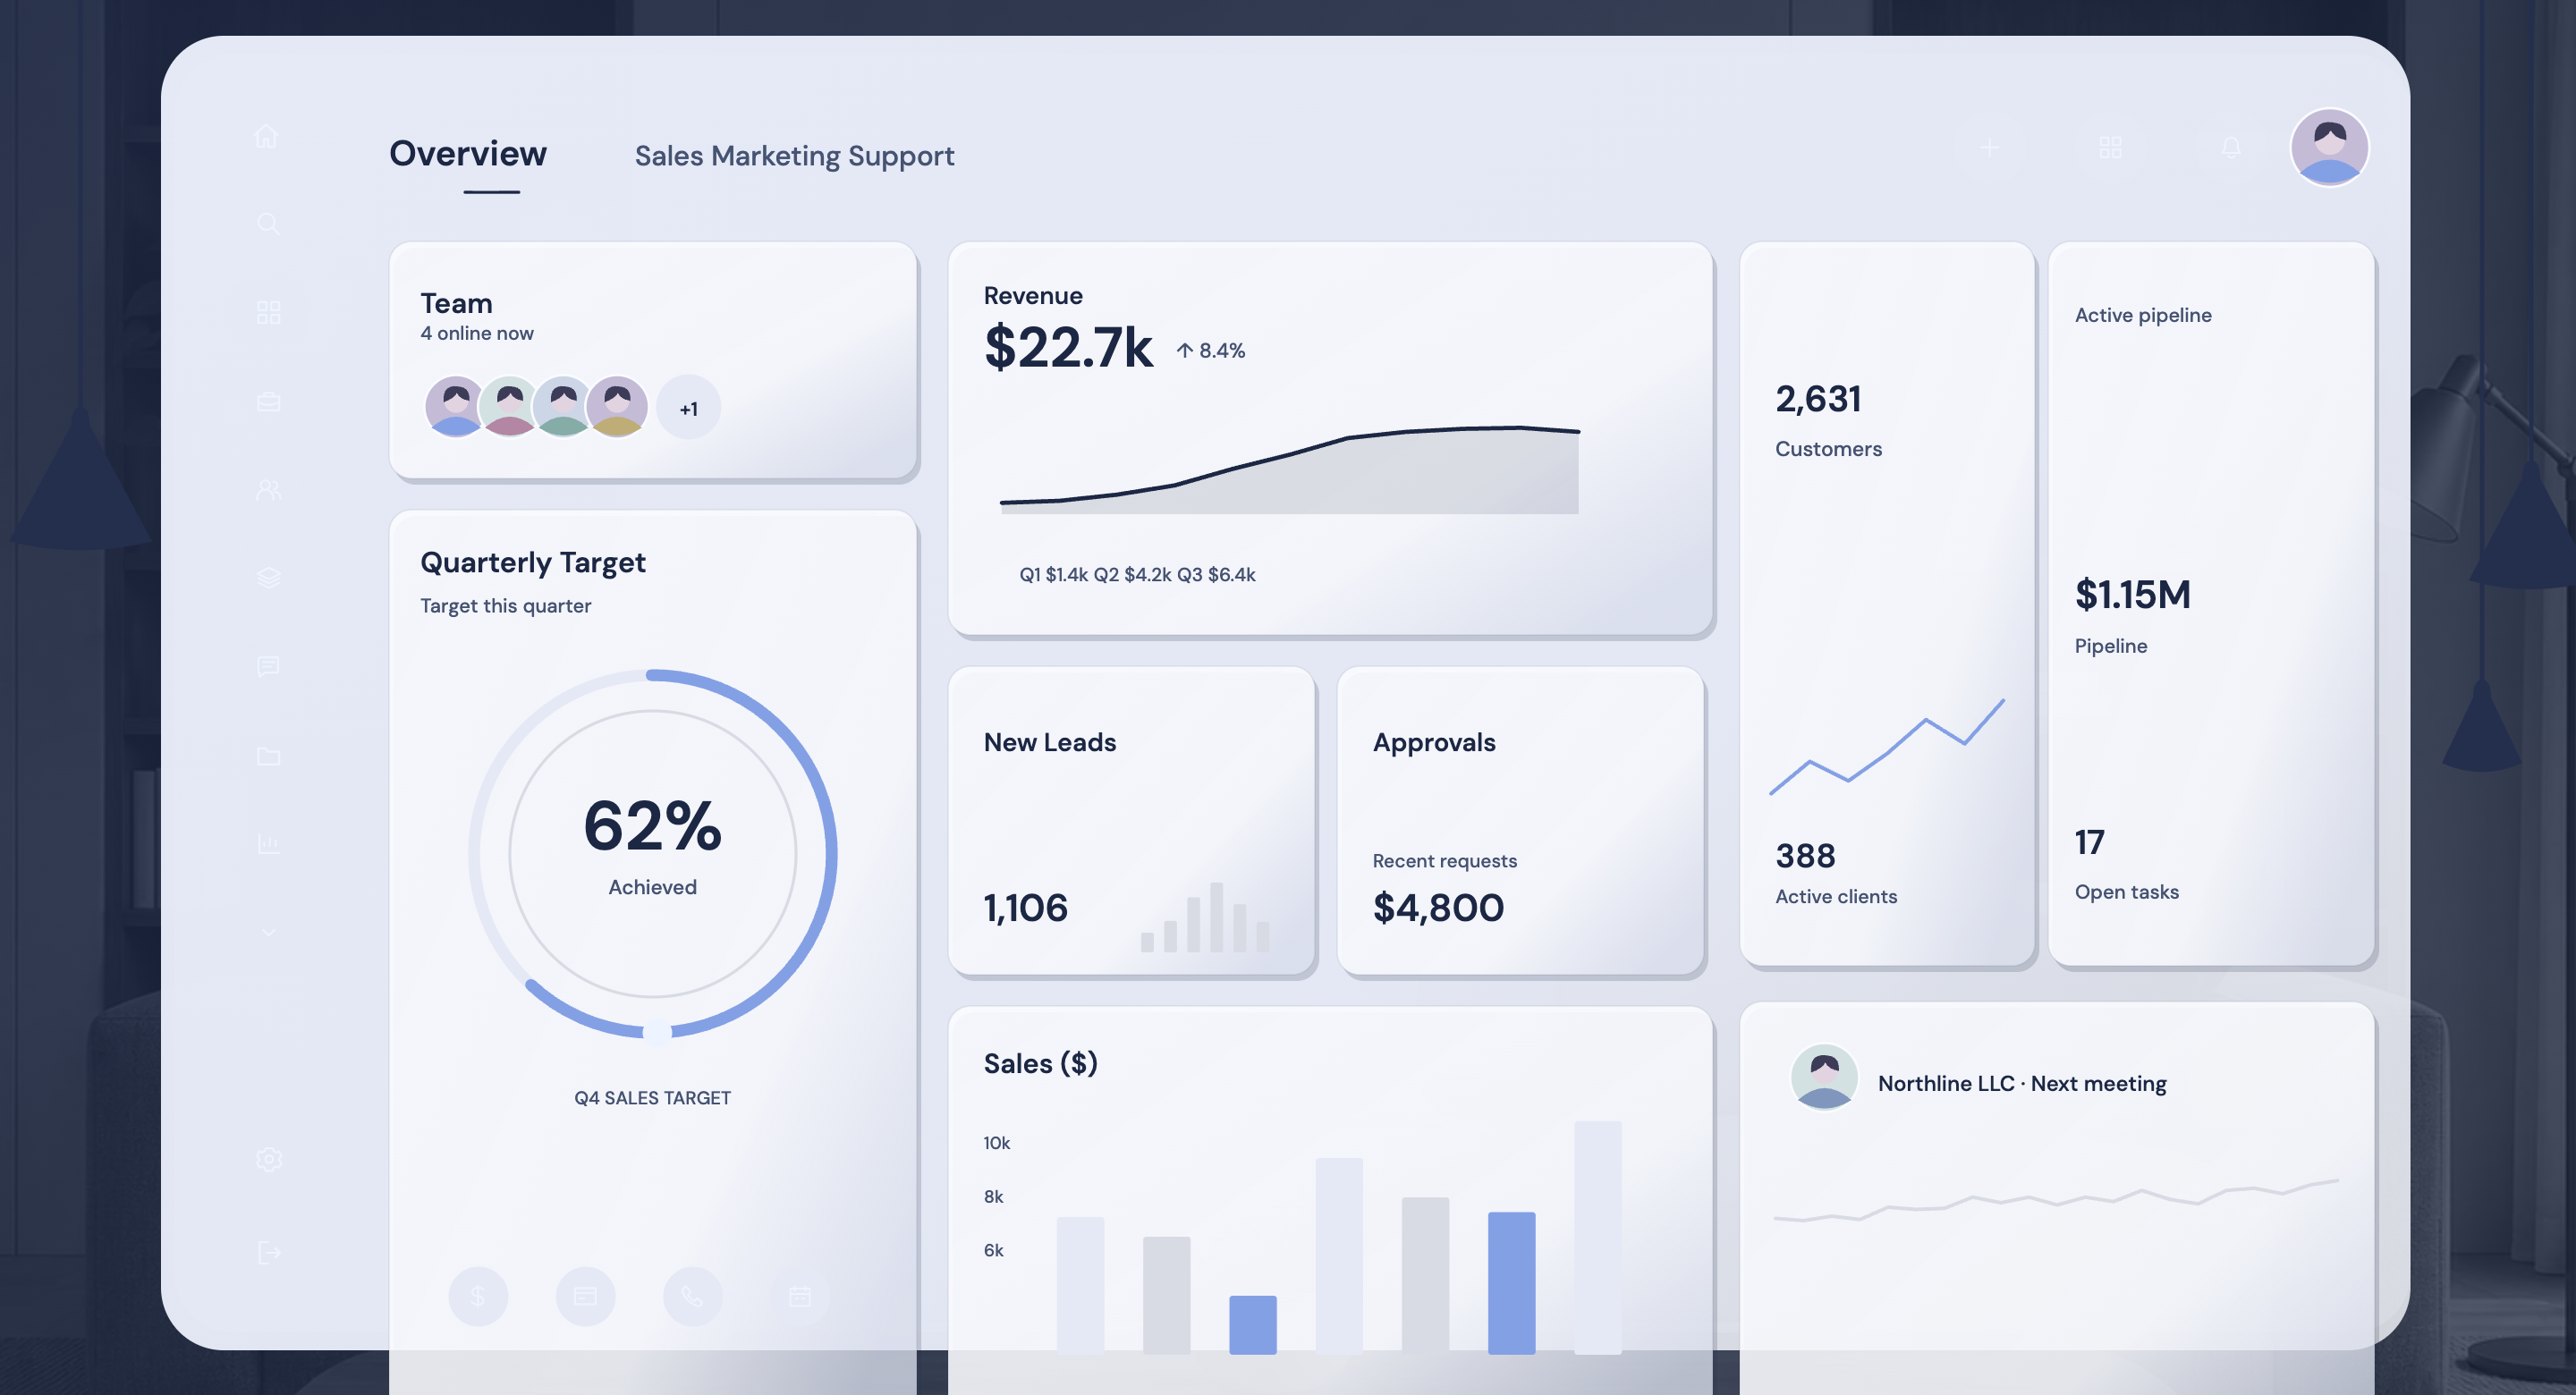 Overview
Sales Marketing Support
Team
4 online now
+1
Quarterly Target
Target this quarter
62%
Achieved
Q4 SALES TARGET
$
Revenue
$22.7k
↑ 8.4%
Q1 $1.4k Q2 $4.2k Q3 $6.4k
New Leads
1,106
Approvals
Recent requests
$4,800
Sales ($)
10k
8k
6k
2,631
Customers
388
Active clients
Active pipeline
$1.15M
Pipeline
17
Open tasks
Northline LLC · Next meeting